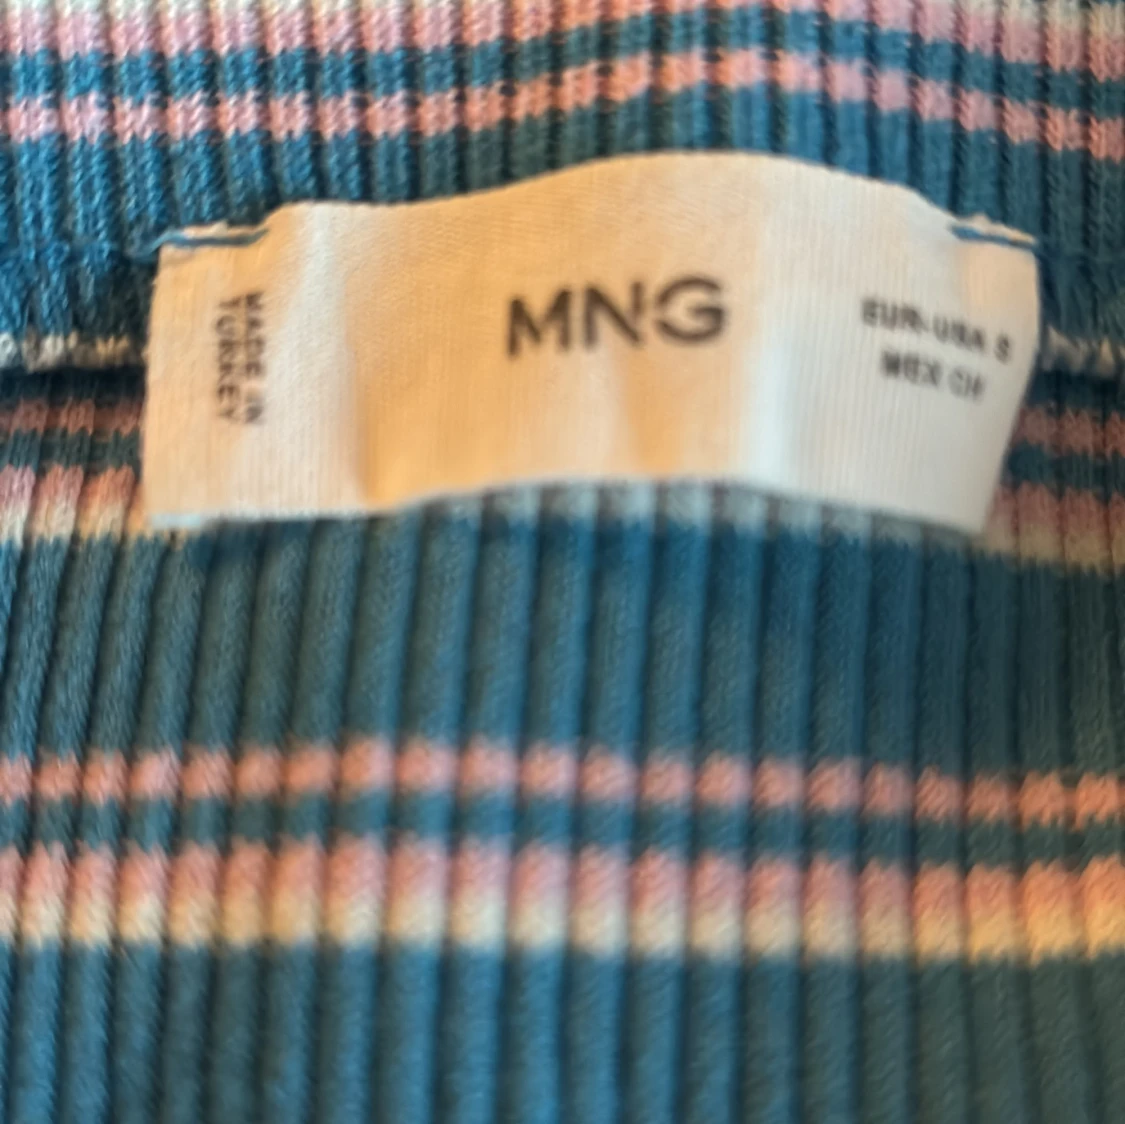 MADE IN
TURKEY
MNG
EUR-USA S
MEX CH